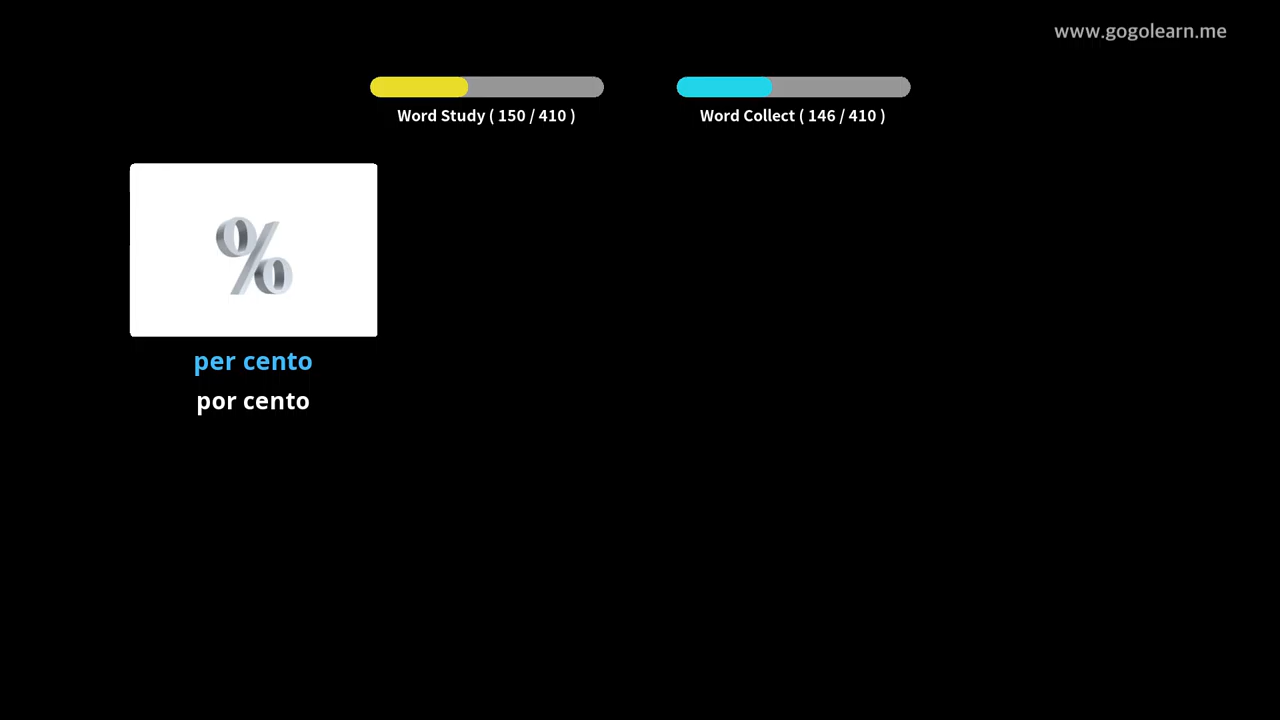 www.gogolearn.me
Word Study ( 150 / 410 )
Word Collect ( 146 / 410 )
%
per cento
por cento